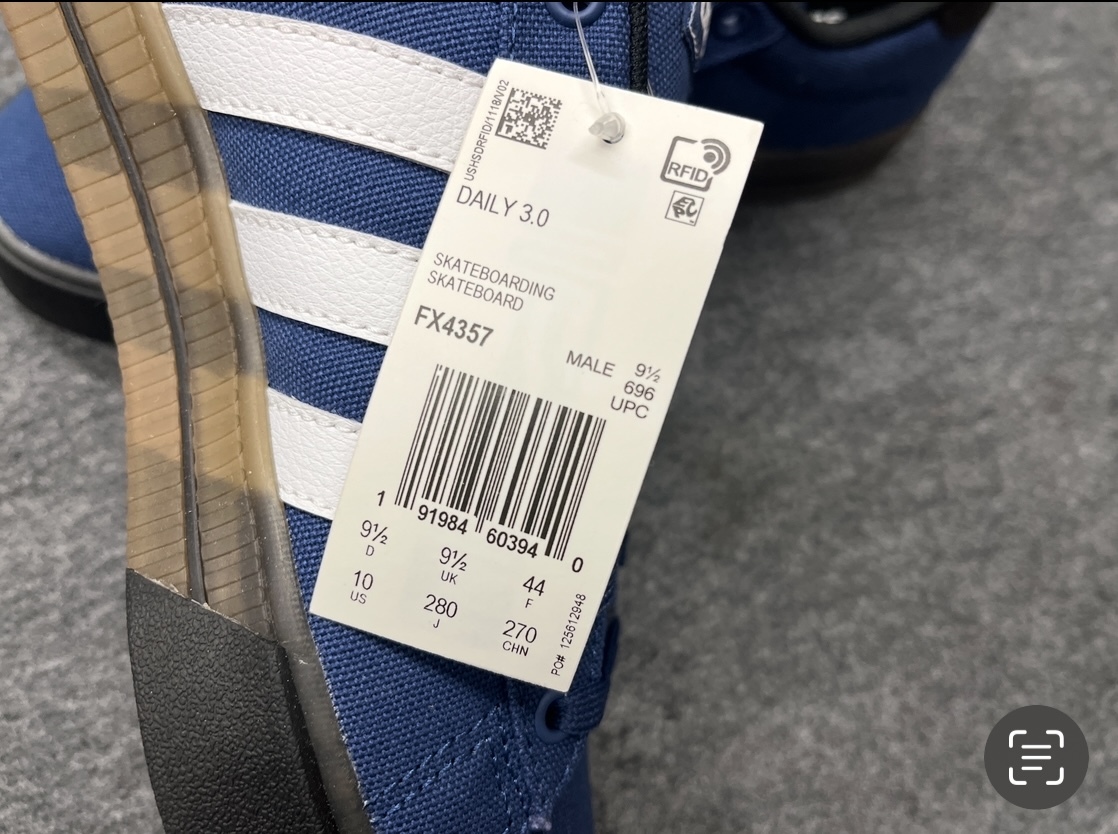 USHSDRFID/1118/V02
RFID
DAILY 3.0
SKATEBOARDING
SKATEBOARD
FX4357
MALE 9½
696
UPC
1 91984 60394 0
9½ 9½ 44
D UK F
10 280 270
US J CHN
PO# 125612948